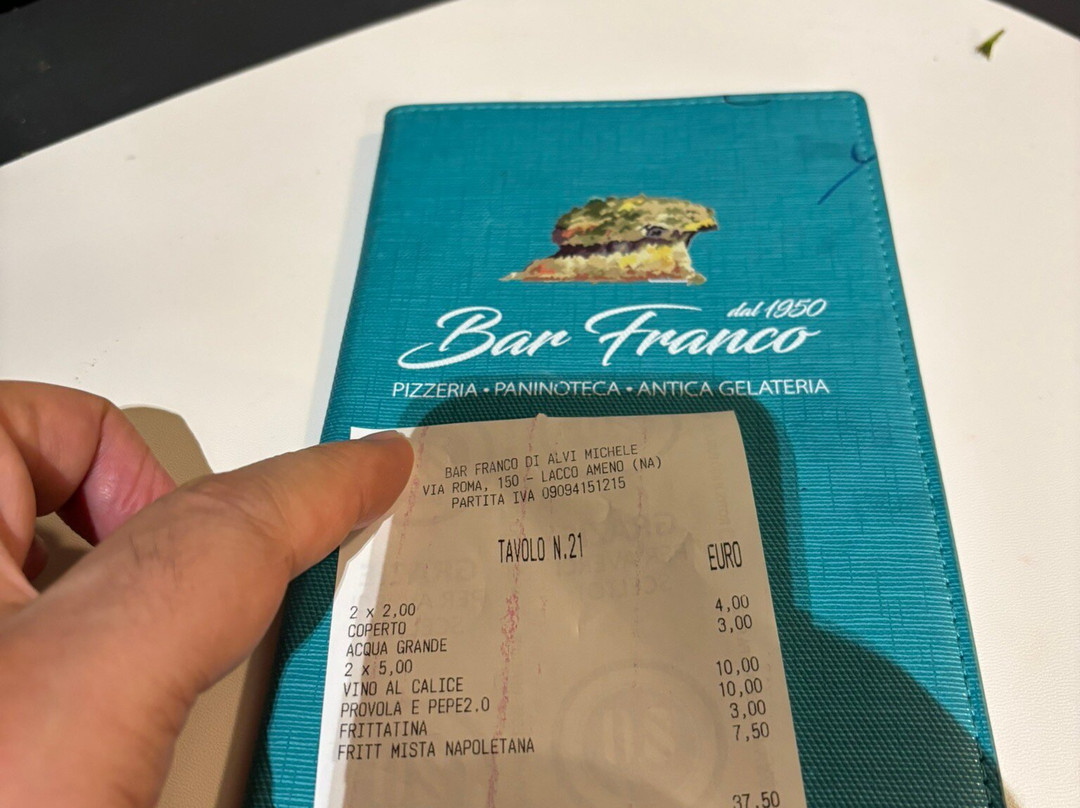 dal 1950
Bar Franco
PIZZERIA • PANINOTECA • ANTICA GELATERIA
BAR FRANCO DI ALVI MICHELE
VIA ROMA, 150 - LACCO AMENO (NA)
PARTITA IVA 09094151215
TAVOLO N.21
EURO
2 x 2,00
COPERTO 4,00
ACQUA GRANDE 3,00
2 x 5,00
VINO AL CALICE 10,00
PROVOLA E PEPE2.0 10,00
FRITTATINA 3,00
FRITT MISTA NAPOLETANA 7,50
37,50